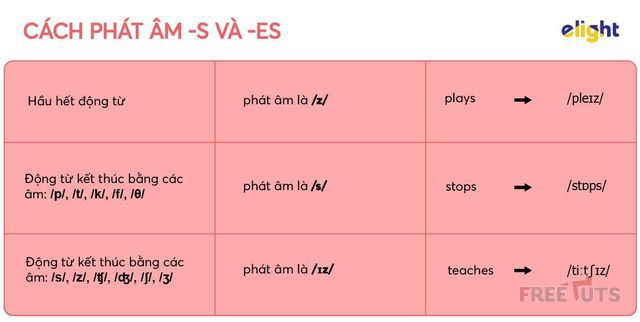 CÁCH PHÁT ÂM -S VÀ -ES
elight
Hầu hết động từ
phát âm là /z/
plays → /pleɪz/
Động từ kết thúc bằng các
âm: /p/, /t/, /k/, /f/, /θ/
phát âm là /s/
stops → /stɒps/
Động từ kết thúc bằng các
âm: /s/, /z/, /ʧ/, /ʤ/, /ʃ/, /ʒ/
phát âm là /ɪz/
teaches → /tiːtʃɪz/
FREETUTS